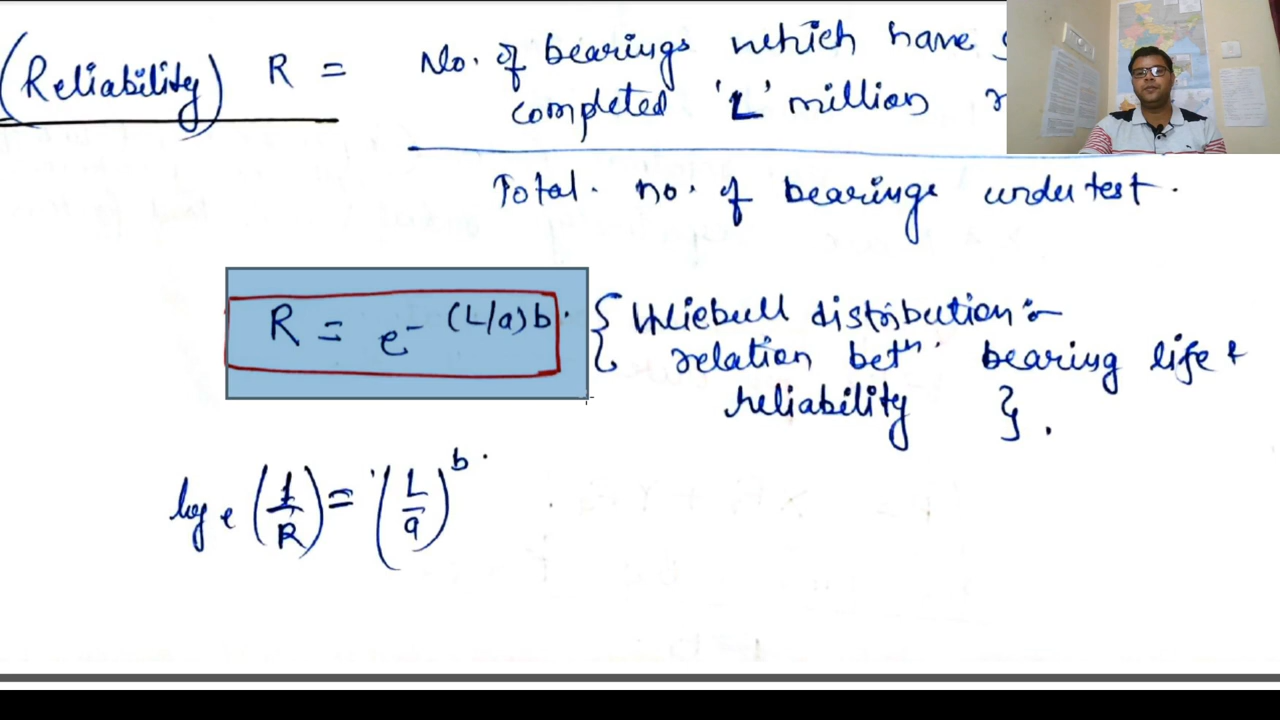 (Reliability) R = No. of bearings which have
completed 'L' million
Total. no. of bearings under test.
R = e- (L/a)b. { Wiebull distribution :-
relation betn. bearing life &
reliability }.
log e (1/R) = (L/a)^b.